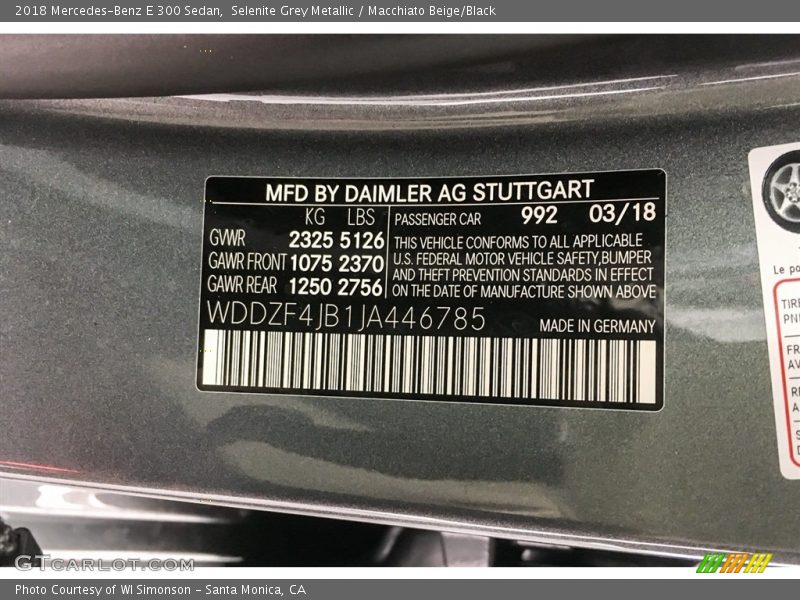 2018 Mercedes-Benz E 300 Sedan, Selenite Grey Metallic / Macchiato Beige/Black
MFD BY DAIMLER AG STUTTGART
KG LBS
GVWR 2325 5126
GAWR FRONT 1075 2370
GAWR REAR 1250 2756
PASSENGER CAR 992 03/18
THIS VEHICLE CONFORMS TO ALL APPLICABLE
U.S. FEDERAL MOTOR VEHICLE SAFETY,BUMPER
AND THEFT PREVENTION STANDARDS IN EFFECT
ON THE DATE OF MANUFACTURE SHOWN ABOVE
WDDZF4JB1JA446785
MADE IN GERMANY
Le
TIRE
GTCARLOT.COM
Photo Courtesy of WI Simonson - Santa Monica, CA